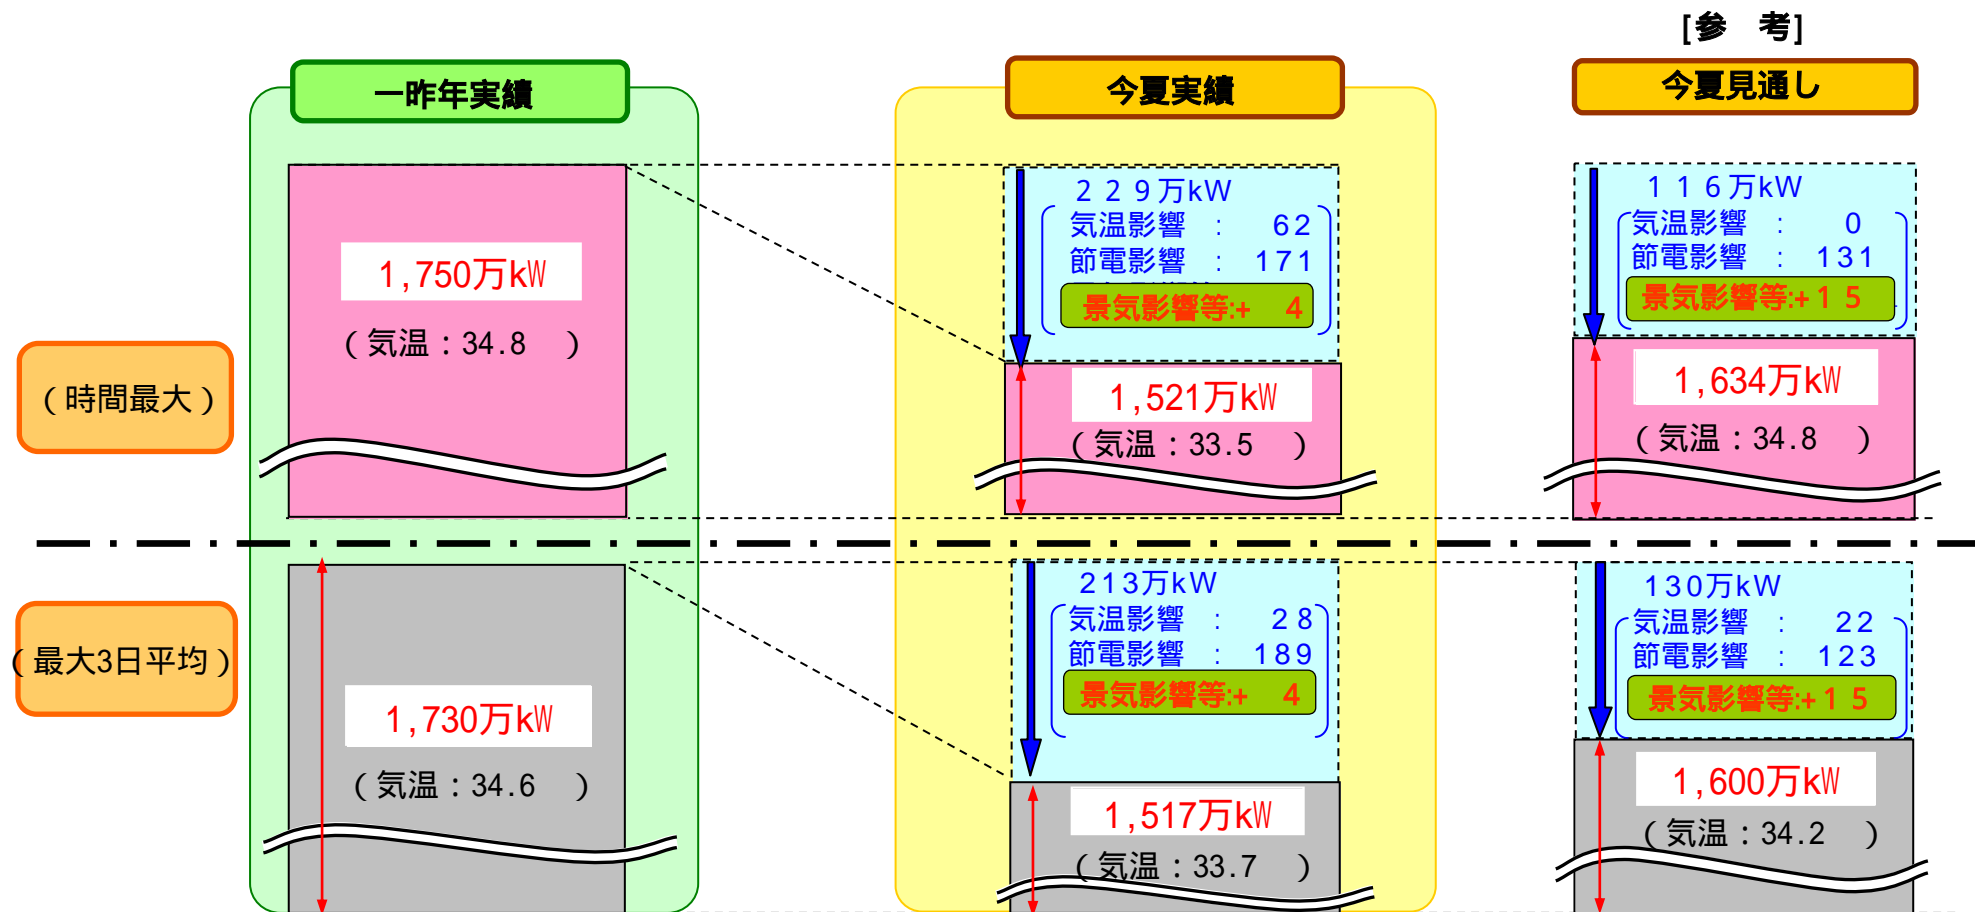 [参　考]
一昨年実績
今夏実績
今夏見通し
（時間最大）
1,750万kW
（気温：34.8　）
２２９万kW
気温影響　：　62
節電影響　：　171
景気影響等:+　4
1,521万kW
（気温：33.5　）
１１６万kW
気温影響　：　0
節電影響　：　131
景気影響等:+１５
1,634万kW
（気温：34.8　）
（最大3日平均）
1,730万kW
（気温：34.6　）
213万kW
気温影響　：　28
節電影響　：　189
景気影響等:+　4
1,517万kW
（気温：33.7　）
130万kW
気温影響　：　22
節電影響　：　123
景気影響等:+１５
1,600万kW
（気温：34.2　）